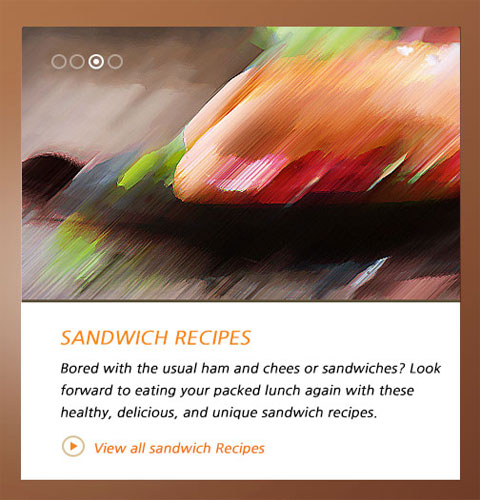 SANDWICH RECIPES
Bored with the usual ham and chees or sandwiches? Look
forward to eating your packed lunch again with these
healthy, delicious, and unique sandwich recipes.
View all sandwich Recipes